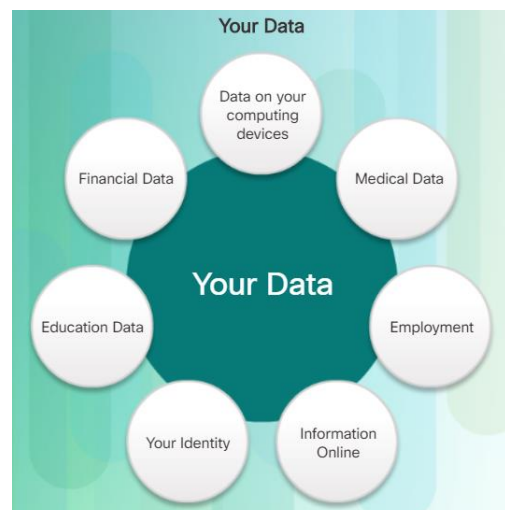 Your Data
Data on your
computing
devices
Financial Data
Medical Data
Your Data
Education Data
Employment
Your Identity
Information
Online